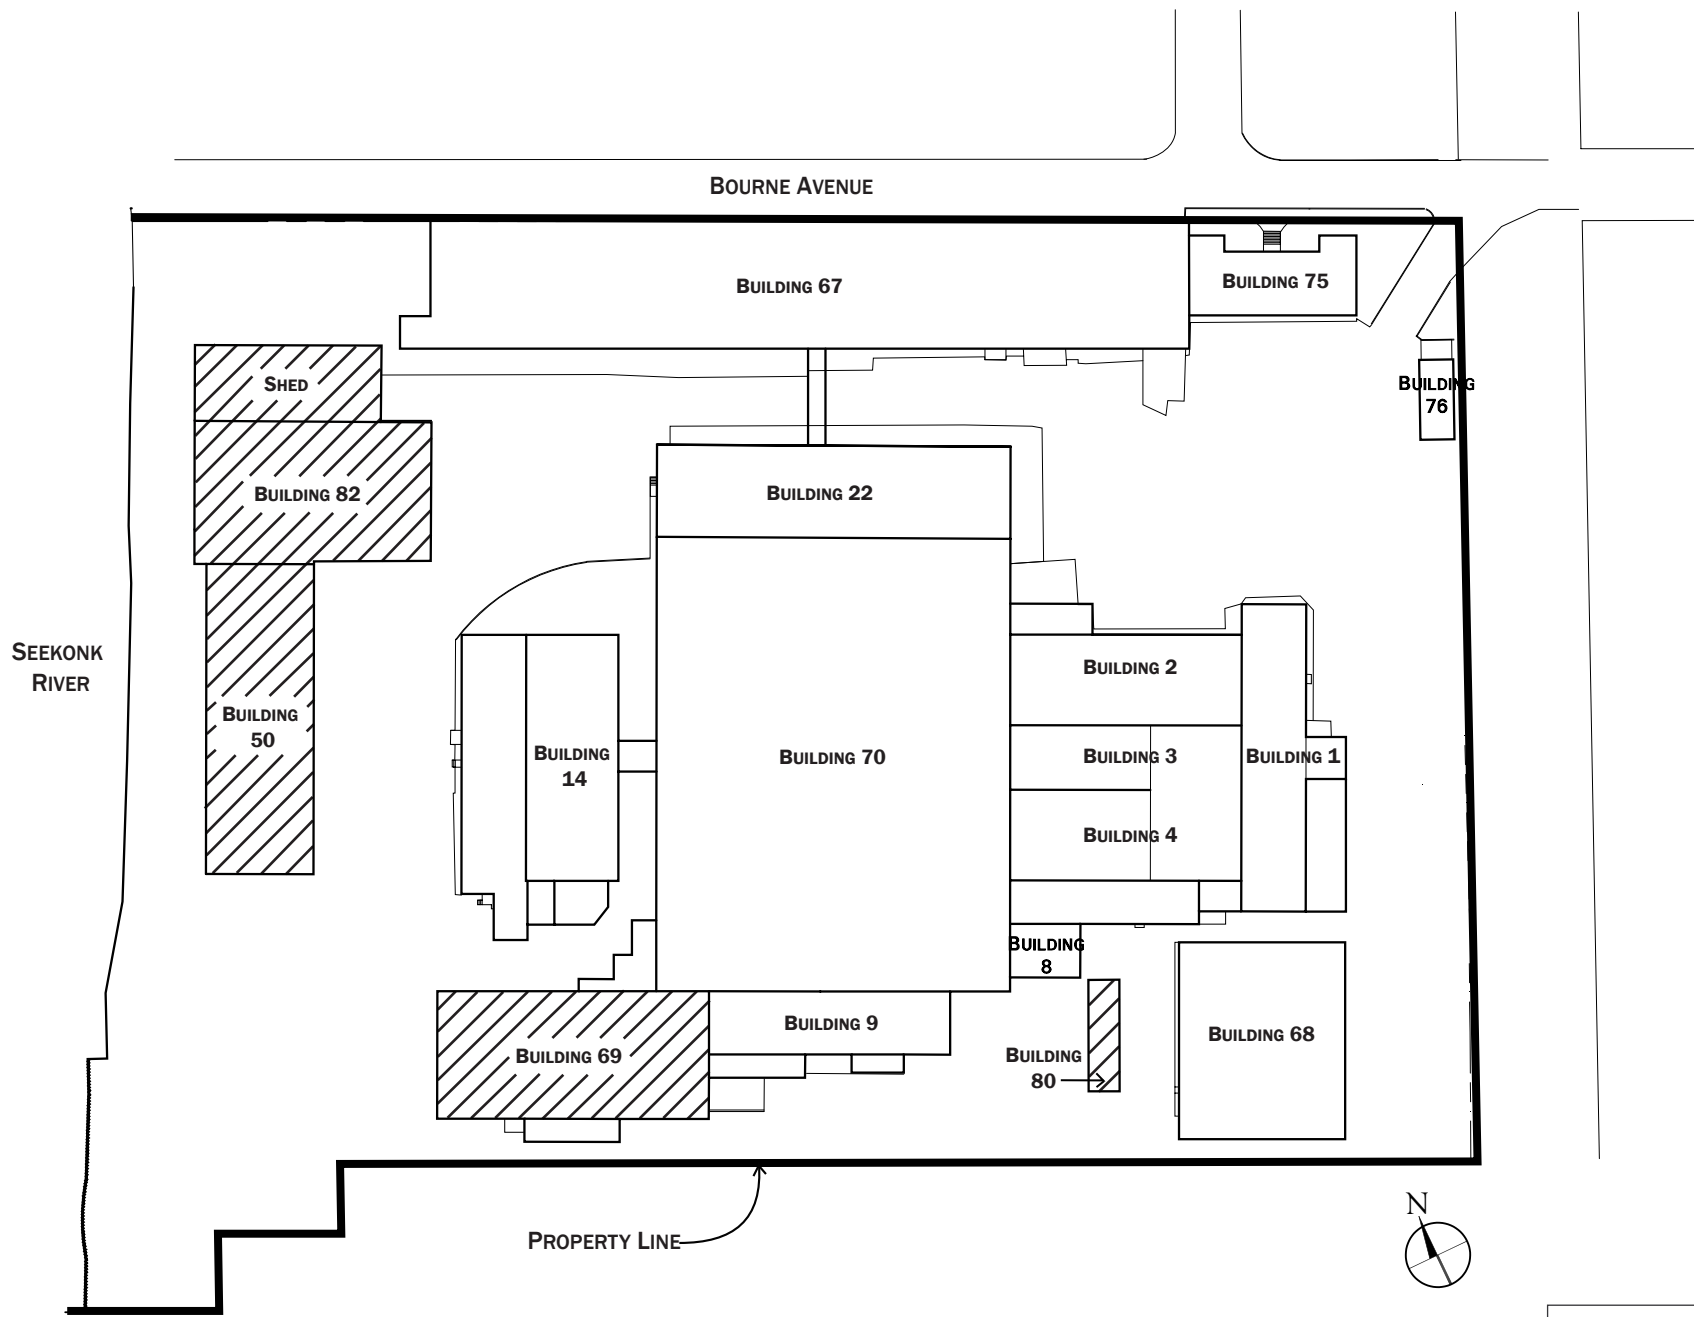 Bourne Avenue
Building 67
Building 75
Shed
Building
76
Building 82
Building 22
Seekonk
River
Building 2
Building
50
Building
14
Building 70
Building 3
Building 1
Building 4
Building
8
Building 9
Building 69
Building
80
Building 68
N
Property Line